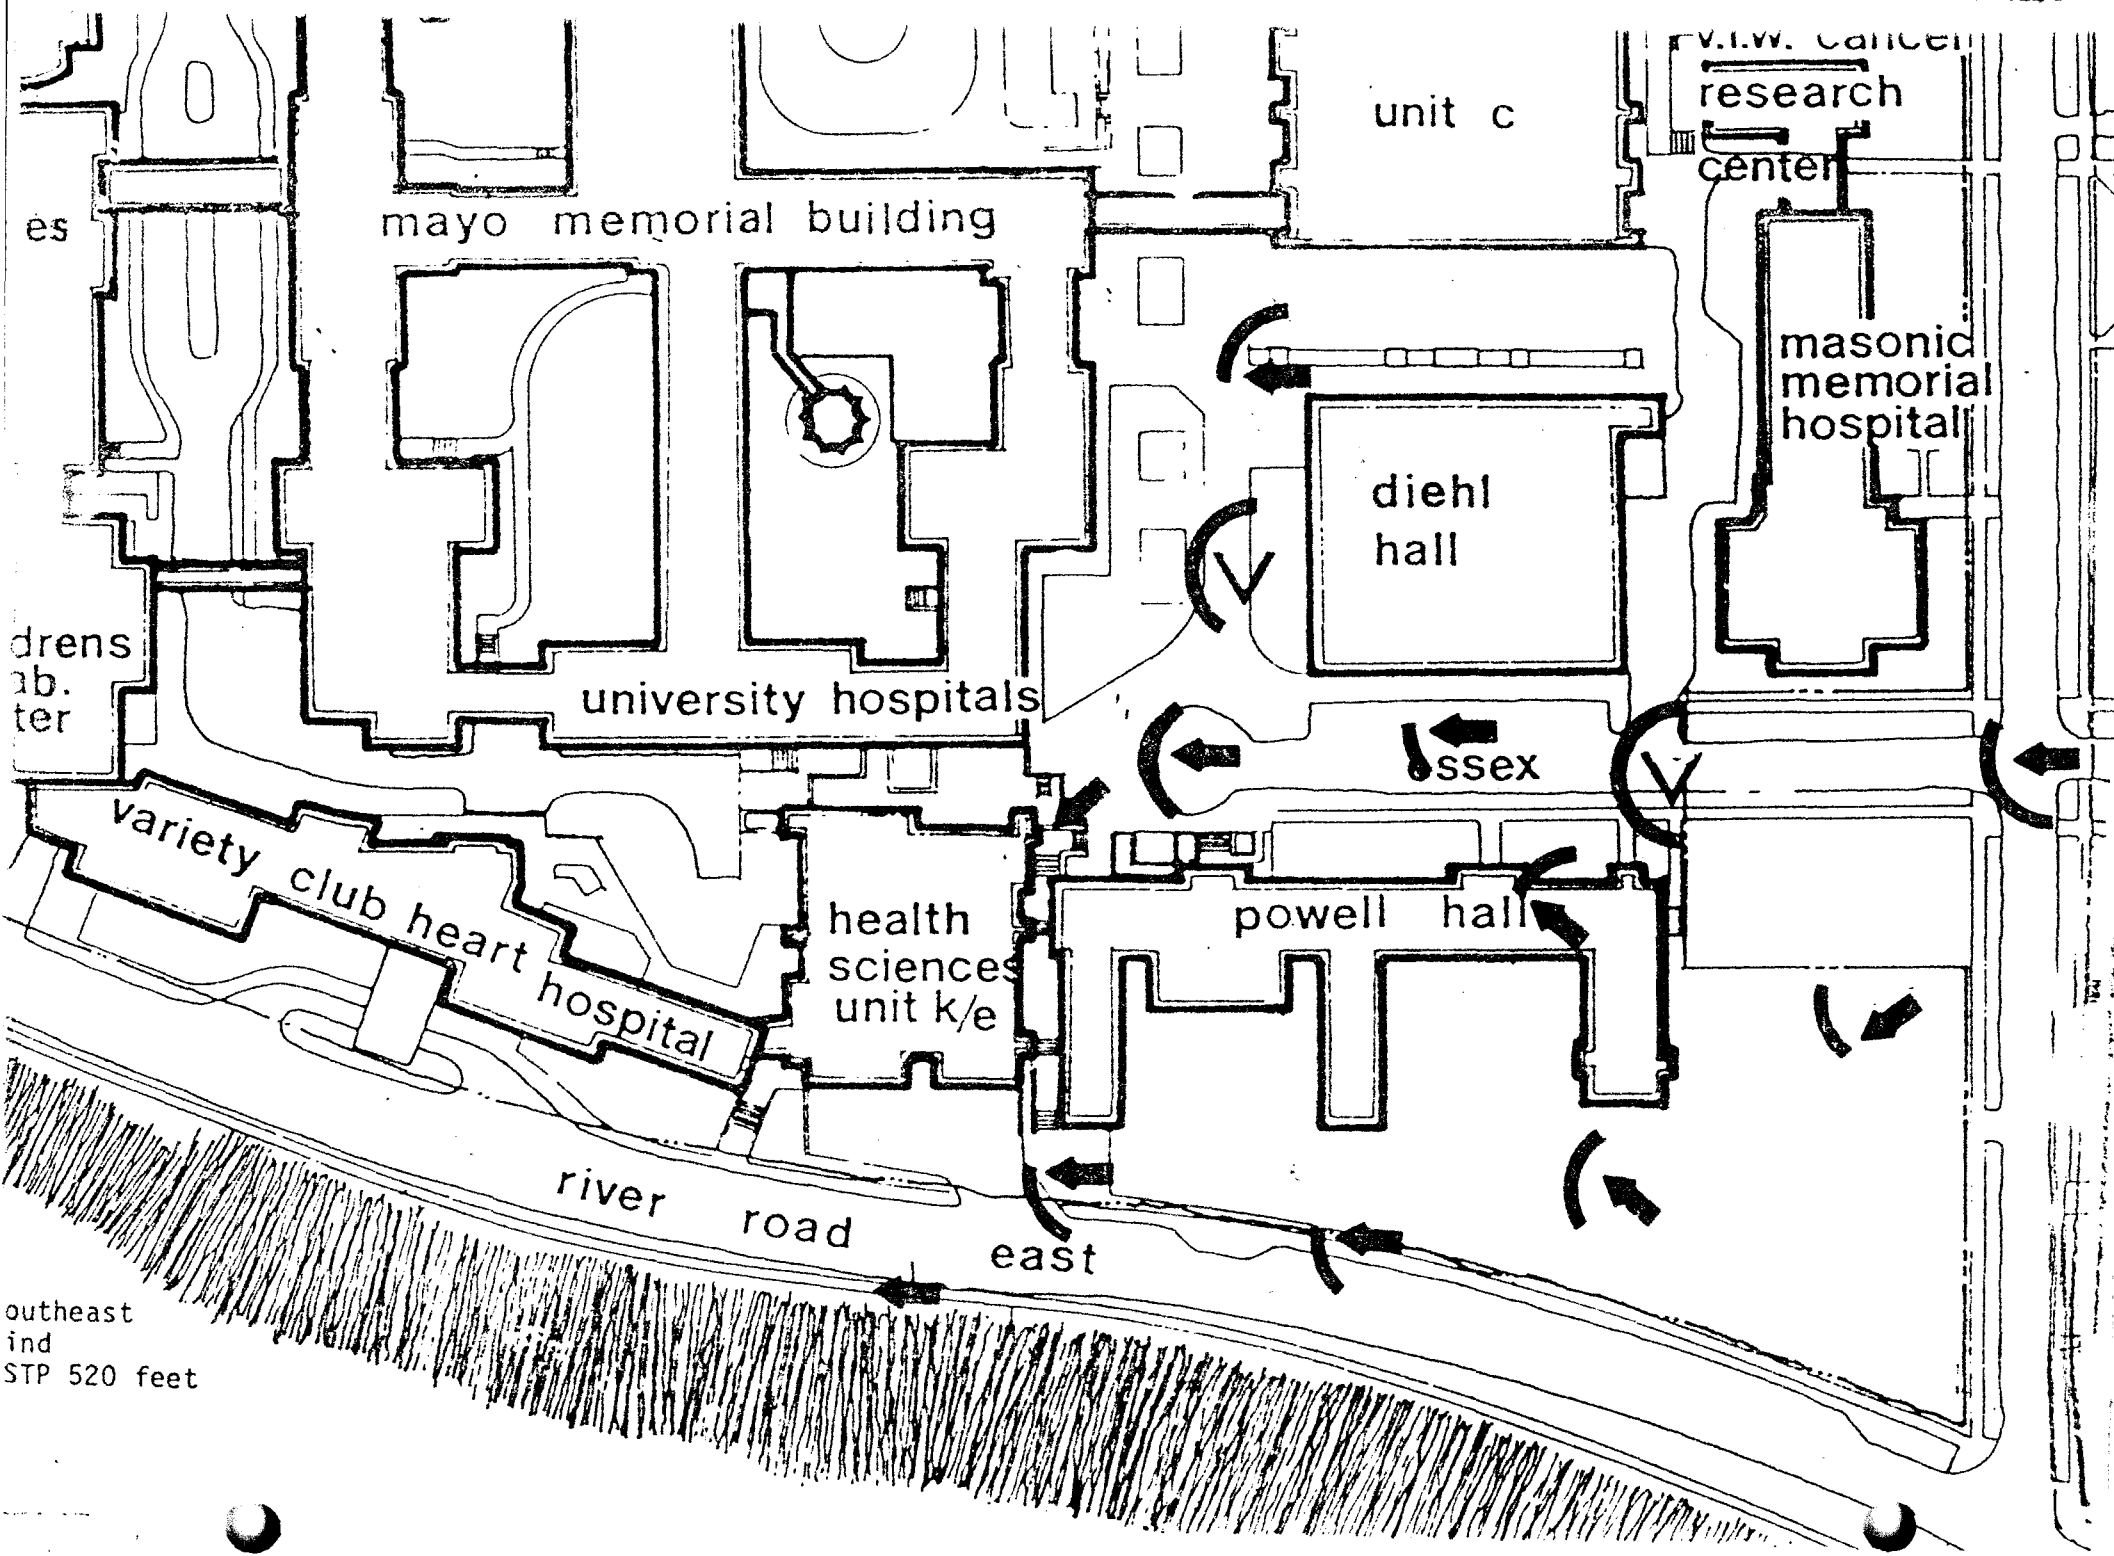 v.f.w. cancer
research
center
unit c
mayo memorial building
es
masonic
memorial
hospital
diehl
hall
drens
ab.
ter
university hospitals
essex
variety club heart hospital
health
sciences
unit k/e
powell hall
river road east
outheast
ind
STP 520 feet